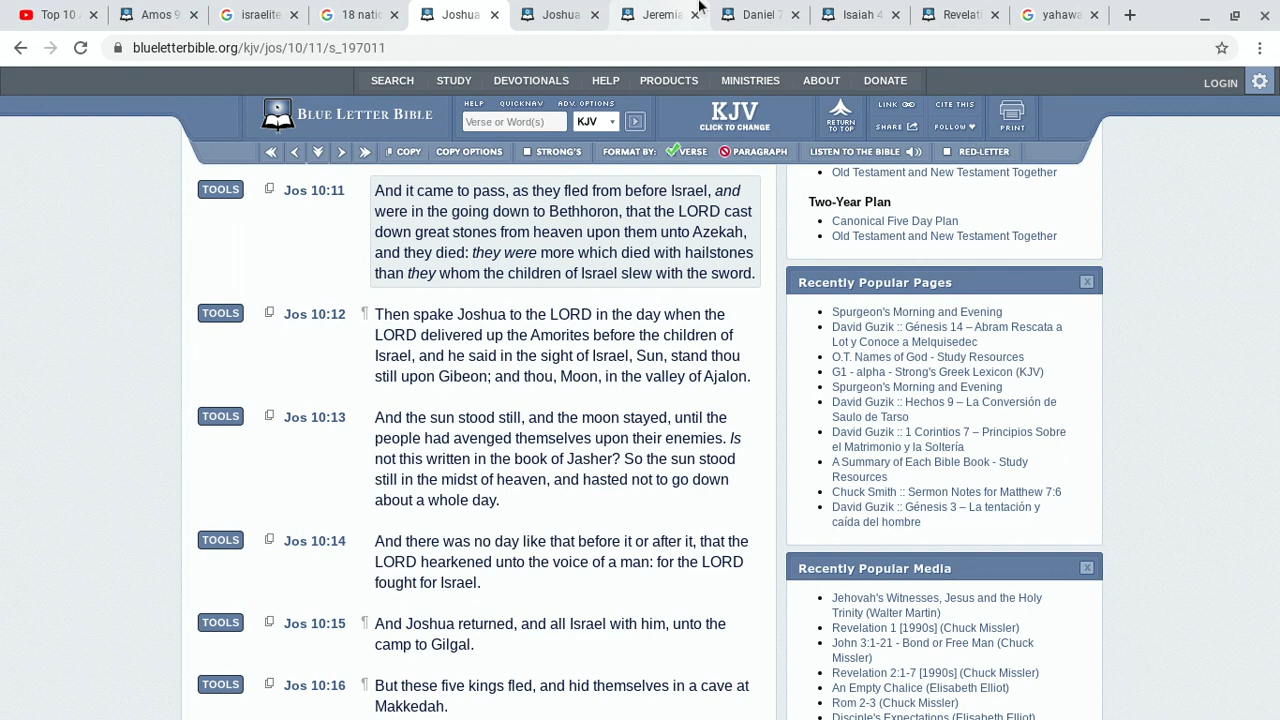 Top 10
Amos 9
israelite
18 natio
Joshua
Joshua
Jeremia
Daniel 7
Isaiah 4
Revelati
yahawa
blueletterbible.org/kjv/jos/10/11/s_197011
SEARCH STUDY DEVOTIONALS HELP PRODUCTS MINISTRIES ABOUT DONATE
LOGIN
BLUE LETTER BIBLE
HELP QUICKNAV ADV. OPTIONS
Verse or Word(s)
KJV
KJV
CLICK TO CHANGE
RETURN
TO TOP
LINK
CITE THIS
SHARE
FOLLOW
PRINT
COPY
COPY OPTIONS
STRONG'S
FORMAT BY:
VERSE
PARAGRAPH
LISTEN TO THE BIBLE
RED-LETTER
TOOLS
Jos 10:11
And it came to pass, as they fled from before Israel, and
were in the going down to Bethhoron, that the LORD cast
down great stones from heaven upon them unto Azekah,
and they died: they were more which died with hailstones
than they whom the children of Israel slew with the sword.
TOOLS
Jos 10:12
¶ Then spake Joshua to the LORD in the day when the
LORD delivered up the Amorites before the children of
Israel, and he said in the sight of Israel, Sun, stand thou
still upon Gibeon; and thou, Moon, in the valley of Ajalon.
TOOLS
Jos 10:13
And the sun stood still, and the moon stayed, until the
people had avenged themselves upon their enemies. Is
not this written in the book of Jasher? So the sun stood
still in the midst of heaven, and hasted not to go down
about a whole day.
TOOLS
Jos 10:14
And there was no day like that before it or after it, that the
LORD hearkened unto the voice of a man: for the LORD
fought for Israel.
TOOLS
Jos 10:15
¶ And Joshua returned, and all Israel with him, unto the
camp to Gilgal.
TOOLS
Jos 10:16
¶ But these five kings fled, and hid themselves in a cave at
Makkedah.
Old Testament and New Testament Together
Two-Year Plan
Canonical Five Day Plan
Old Testament and New Testament Together
Recently Popular Pages
Spurgeon's Morning and Evening
David Guzik :: Génesis 14 – Abram Rescata a
Lot y Conoce a Melquisedec
O.T. Names of God - Study Resources
G1 - alpha - Strong's Greek Lexicon (KJV)
Spurgeon's Morning and Evening
David Guzik :: Hechos 9 – La Conversión de
Saulo de Tarso
David Guzik :: 1 Corintios 7 – Principios Sobre
el Matrimonio y la Soltería
A Summary of Each Bible Book - Study
Resources
Chuck Smith :: Sermon Notes for Matthew 7:6
David Guzik :: Génesis 3 – La tentación y
caída del hombre
Recently Popular Media
Jehovah's Witnesses, Jesus and the Holy
Trinity (Walter Martin)
Revelation 1 [1990s] (Chuck Missler)
John 3:1-21 - Bond or Free Man (Chuck
Missler)
Revelation 2:1-7 [1990s] (Chuck Missler)
An Empty Chalice (Elisabeth Elliot)
Rom 2-3 (Chuck Missler)
Disciple's Expectations (Elisabeth Elliot)